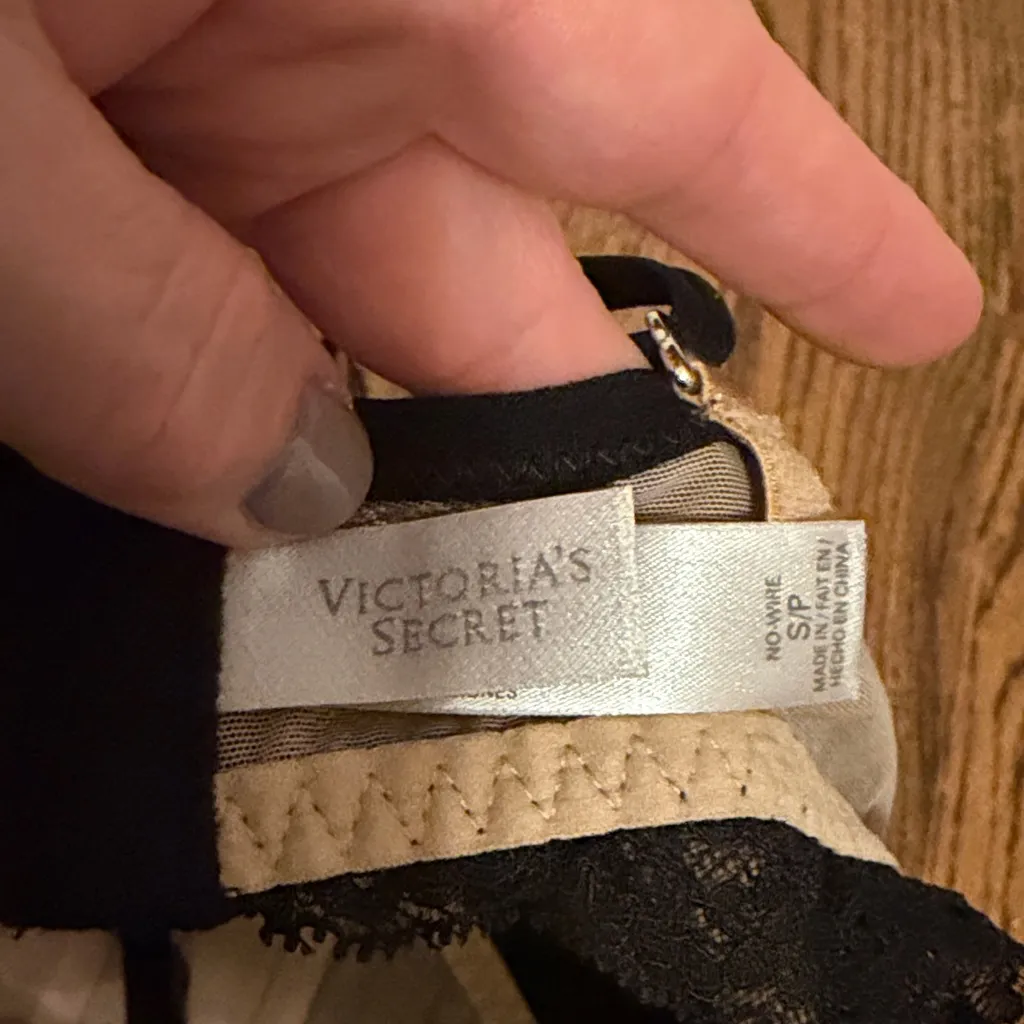 VICTORIA'S
SECRET
NO-WIRE
S/P
MADE IN / FAIT EN /
HECHO EN CHINA